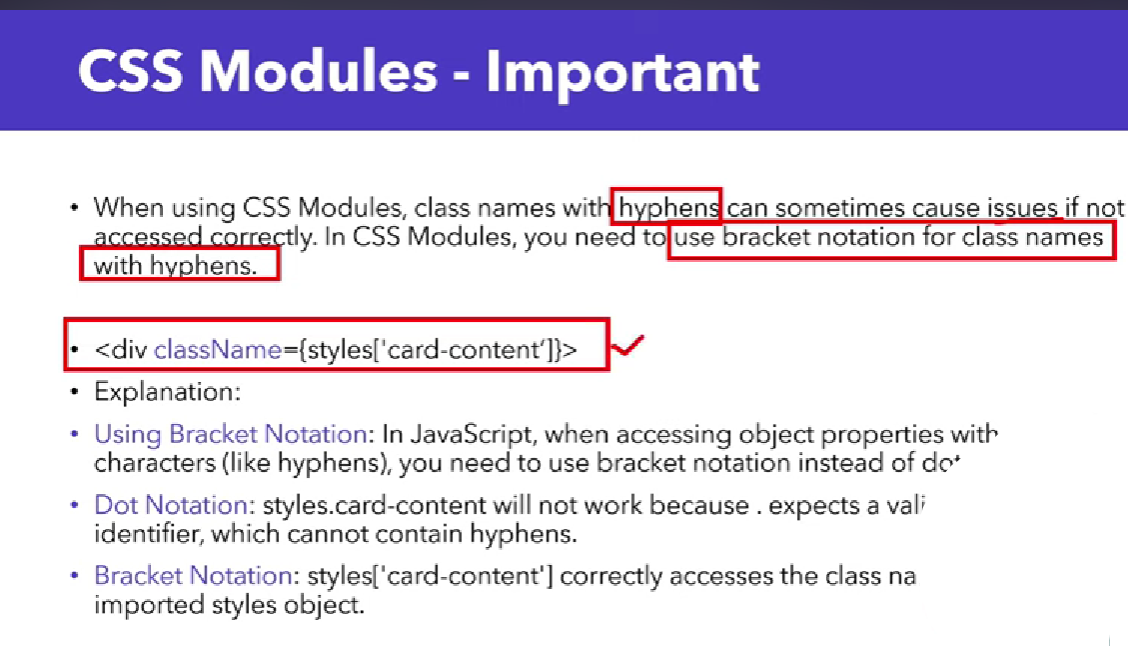 CSS Modules - Important
• When using CSS Modules, class names with hyphens can sometimes cause issues if not
accessed correctly. In CSS Modules, you need to use bracket notation for class names
with hyphens.
• <div className={styles['card-content‘]}>
• Explanation:
• Using Bracket Notation: In JavaScript, when accessing object properties with
characters (like hyphens), you need to use bracket notation instead of
• Dot Notation: styles.card-content will not work because . expects a
identifier, which cannot contain hyphens.
• Bracket Notation: styles['card-content'] correctly accesses the class na
imported styles object.